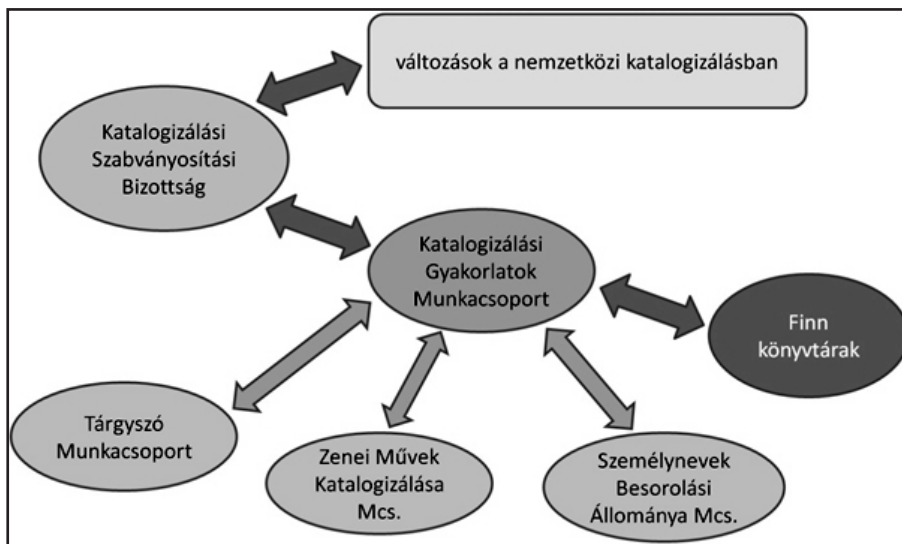 változások a nemzetközi katalogizálásban
Katalogizálási
Szabványosítási
Bizottság
Katalogizálási
Gyakorlatok
Munkacsoport
Finn
könyvtárak
Tárgyszó
Munkacsoport
Zenei Művek
Katalogizálása
Mcs.
Személynevek
Besorolási
Állománya Mcs.